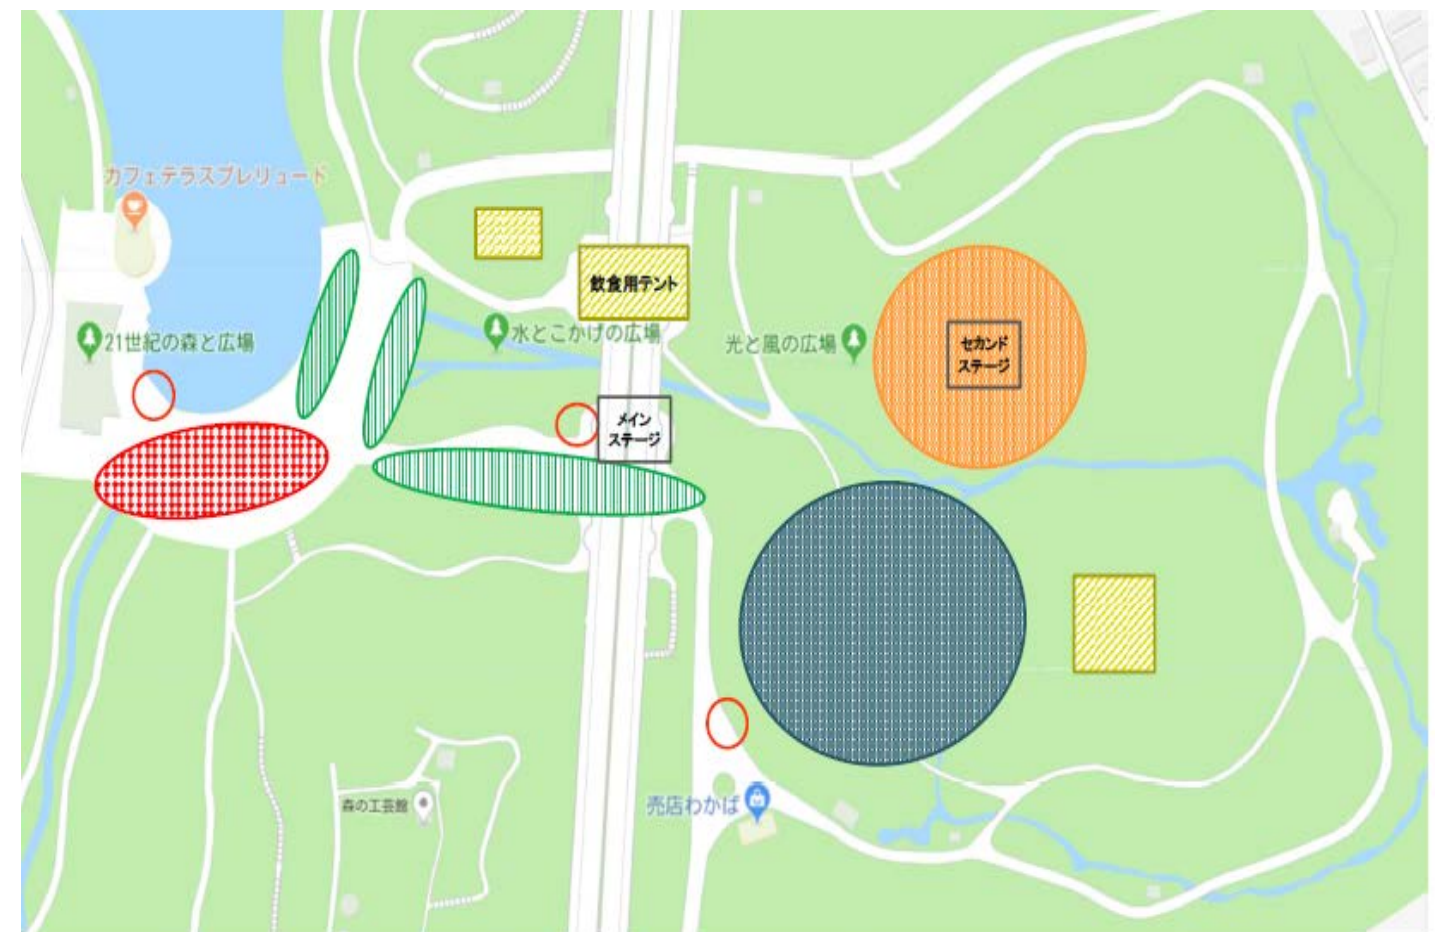 カフェテラスプレリュード
飲食用テント
21世紀の森と広場
水とこかげの広場
光と風の広場
セカンド
ステージ
メイン
ステージ
森の工芸館
売店わかば